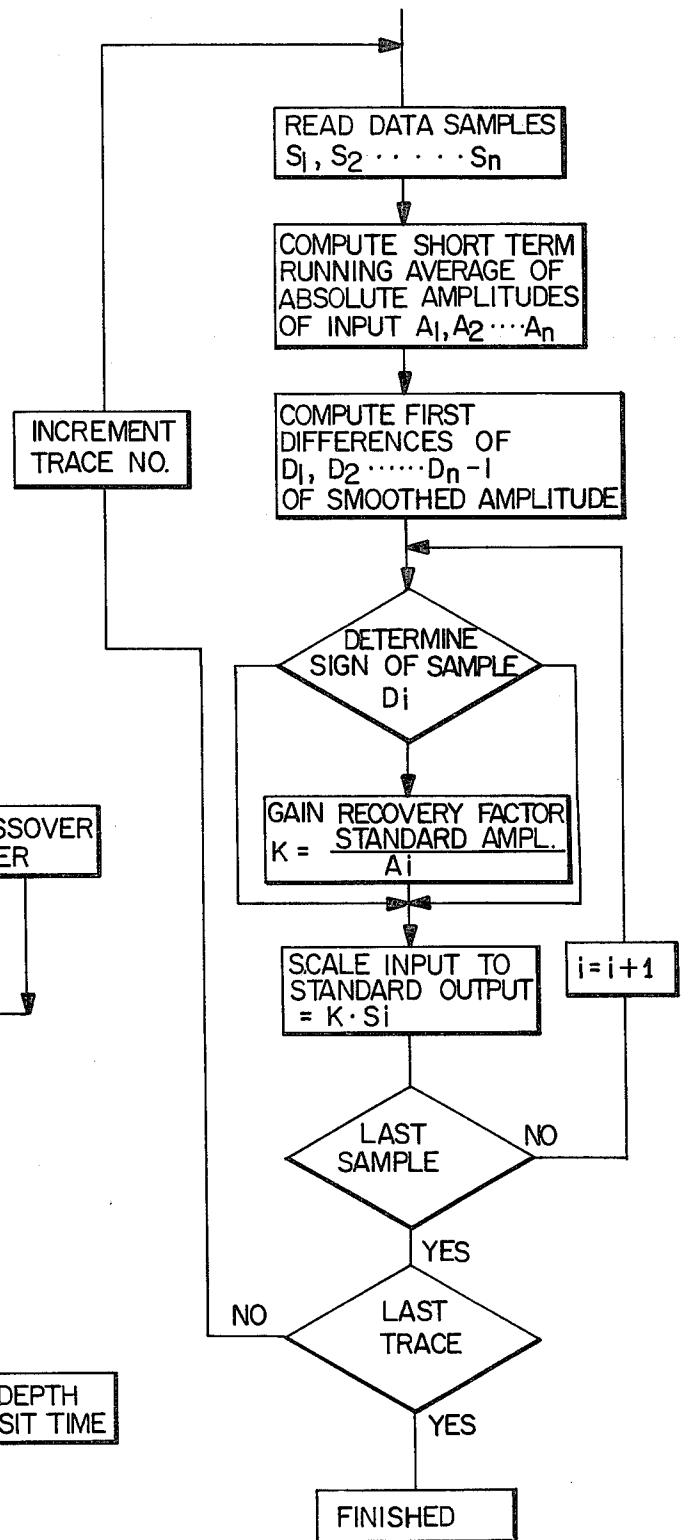 READ DATA SAMPLES
S1, S2 ······ Sn
COMPUTE SHORT TERM
RUNNING AVERAGE OF
ABSOLUTE AMPLITUDES
OF INPUT A1, A2 ···· An
INCREMENT
TRACE NO.
COMPUTE FIRST
DIFFERENCES OF
D1, D2 ······ Dn-1
OF SMOOTHED AMPLITUDE
DETERMINE
SIGN OF SAMPLE
Di
GAIN RECOVERY FACTOR
K = STANDARD AMPL.
Ai
SSOVER
ER
SCALE INPUT TO
STANDARD OUTPUT
= K · Si
i=i+1
LAST
SAMPLE
NO
YES
NO
LAST
TRACE
YES
DEPTH
SIT TIME
FINISHED